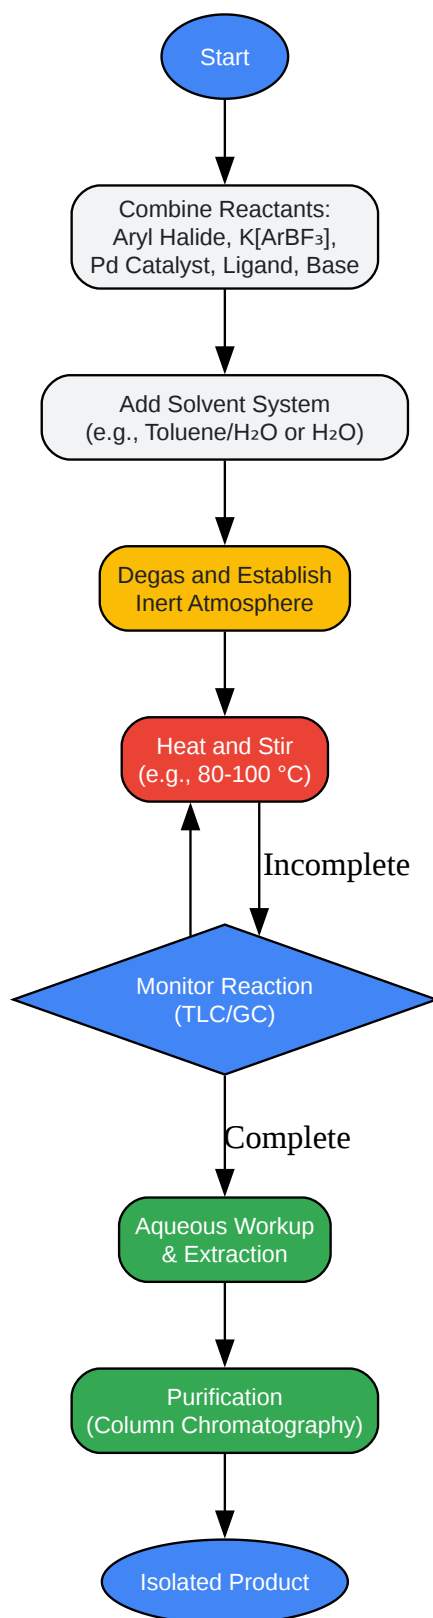 Start
Combine Reactants:
Aryl Halide, K[ArBF₃],
Pd Catalyst, Ligand, Base
Add Solvent System
(e.g., Toluene/H₂O or H₂O)
Degas and Establish
Inert Atmosphere
Heat and Stir
(e.g., 80-100 °C)
Incomplete
Monitor Reaction
(TLC/GC)
Complete
Aqueous Workup
& Extraction
Purification
(Column Chromatography)
Isolated Product